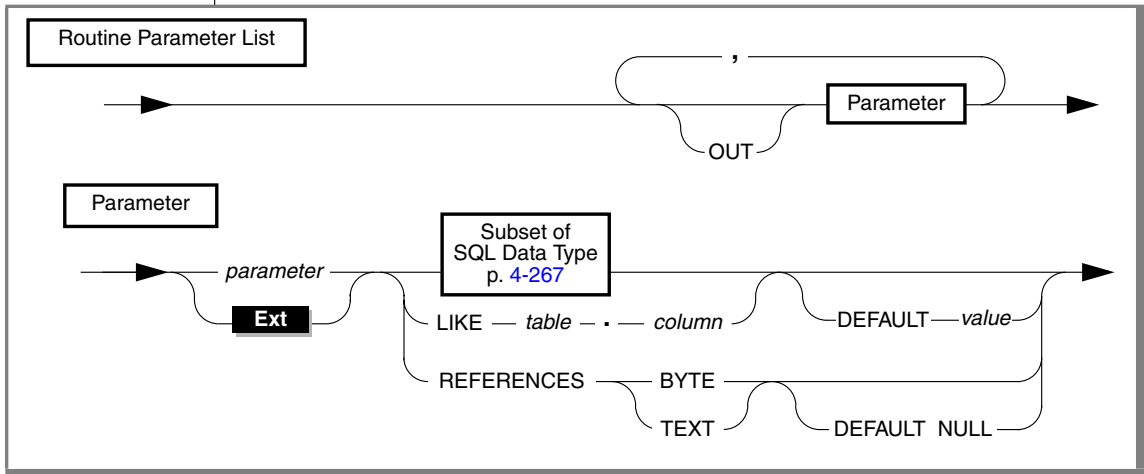 Routine Parameter List
,
Parameter
OUT
Parameter
Subset of
SQL Data Type
p. 4-267
parameter
Ext
LIKE table . column
DEFAULT value
REFERENCES BYTE
TEXT
DEFAULT NULL